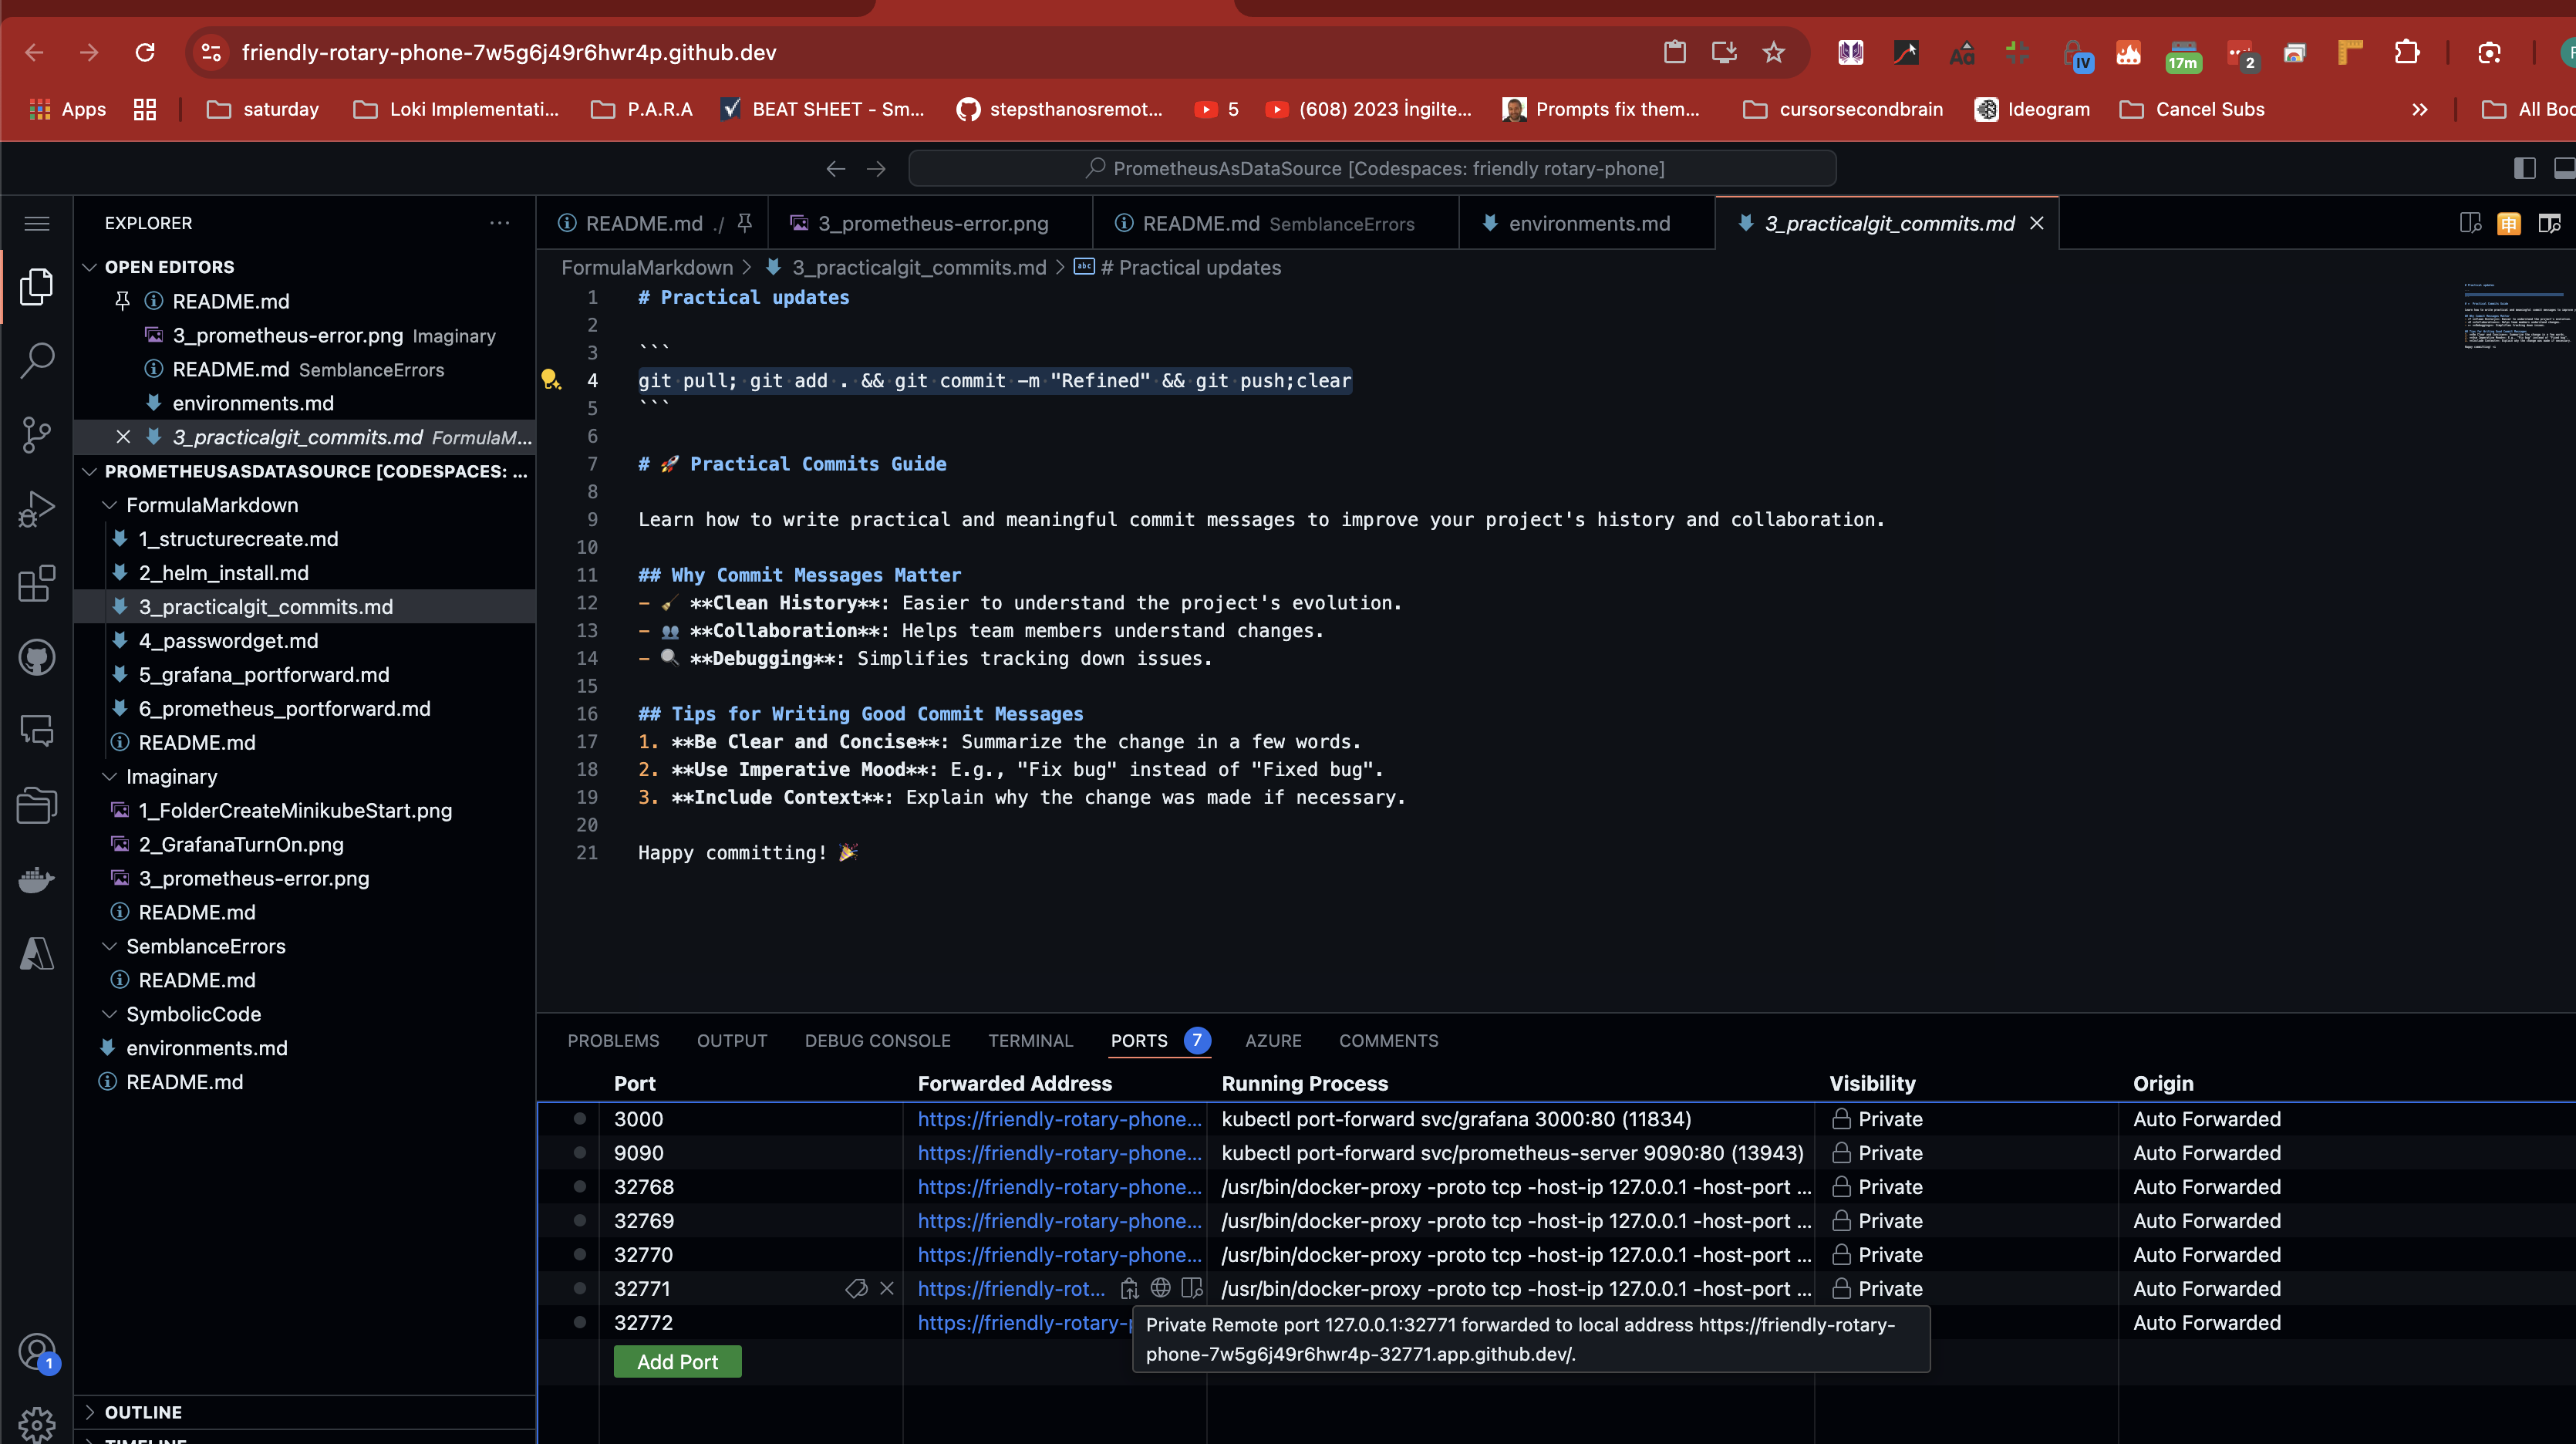 friendly-rotary-phone-7w5g6j49r6hwr4p.github.dev
IV
17m
2
Apps
saturday
Loki Implementati...
P.A.R.A
BEAT SHEET - Sm...
stepsthanosremot...
5
(608) 2023 İngilte...
Prompts fix them...
cursorsecondbrain
Ideogram
Cancel Subs
All Boo
PrometheusAsDataSource [Codespaces: friendly rotary-phone]
EXPLORER
OPEN EDITORS
README.md
3_prometheus-error.png Imaginary
README.md SemblanceErrors
environments.md
3_practicalgit_commits.md FormulaM...
PROMETHEUSASDATASOURCE [CODESPACES: ...
FormulaMarkdown
1_structurecreate.md
2_helm_install.md
3_practicalgit_commits.md
4_passwordget.md
5_grafana_portforward.md
6_prometheus_portforward.md
README.md
Imaginary
1_FolderCreateMinikubeStart.png
2_GrafanaTurnOn.png
3_prometheus-error.png
README.md
SemblanceErrors
README.md
SymbolicCode
environments.md
README.md
OUTLINE
TIMELINE
1
README.md ./
3_prometheus-error.png
README.md SemblanceErrors
environments.md
3_practicalgit_commits.md
FormulaMarkdown > 3_practicalgit_commits.md > # Practical updates
1 # Practical updates
2
3 ```
4 git pull; git add . && git commit -m "Refined" && git push;clear
5 ```
6
7 # 🚀 Practical Commits Guide
8
9 Learn how to write practical and meaningful commit messages to improve your project's history and collaboration.
10
11 ## Why Commit Messages Matter
12 - 🧹 **Clean History**: Easier to understand the project's evolution.
13 - 👥 **Collaboration**: Helps team members understand changes.
14 - 🔍 **Debugging**: Simplifies tracking down issues.
15
16 ## Tips for Writing Good Commit Messages
17 1. **Be Clear and Concise**: Summarize the change in a few words.
18 2. **Use Imperative Mood**: E.g., "Fix bug" instead of "Fixed bug".
19 3. **Include Context**: Explain why the change was made if necessary.
20
21 Happy committing! 🎉
PROBLEMS
OUTPUT
DEBUG CONSOLE
TERMINAL
PORTS 7
AZURE
COMMENTS
Port Forwarded Address Running Process Visibility Origin
3000 https://friendly-rotary-phone... kubectl port-forward svc/grafana 3000:80 (11834) Private Auto Forwarded
9090 https://friendly-rotary-phone... kubectl port-forward svc/prometheus-server 9090:80 (13943) Private Auto Forwarded
32768 https://friendly-rotary-phone... /usr/bin/docker-proxy -proto tcp -host-ip 127.0.0.1 -host-port ... Private Auto Forwarded
32769 https://friendly-rotary-phone... /usr/bin/docker-proxy -proto tcp -host-ip 127.0.0.1 -host-port ... Private Auto Forwarded
32770 https://friendly-rotary-phone... /usr/bin/docker-proxy -proto tcp -host-ip 127.0.0.1 -host-port ... Private Auto Forwarded
32771 https://friendly-rot... /usr/bin/docker-proxy -proto tcp -host-ip 127.0.0.1 -host-port ... Private Auto Forwarded
32772 https://friendly-rotary- Auto Forwarded
Private Remote port 127.0.0.1:32771 forwarded to local address https://friendly-rotary-
phone-7w5g6j49r6hwr4p-32771.app.github.dev/.
Add Port